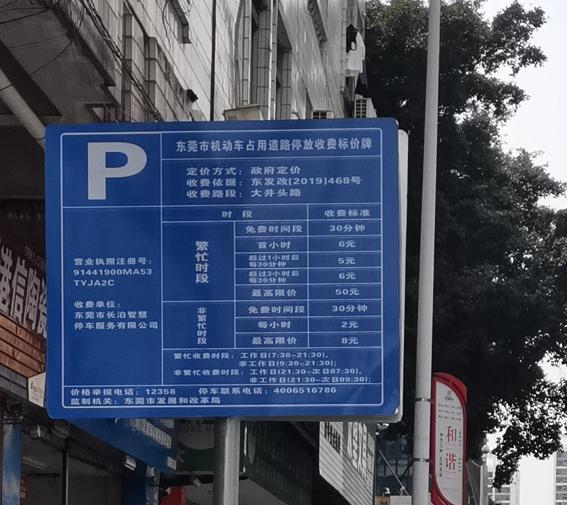 P
东莞市机动车占用道路停放收费标价牌
定价方式：政府定价
收费依据：东发改[2019]468号
收费路段：大井头路
时 段 收费标准
繁忙时段
免费时间段 30分钟
首小时 6元
超过1小时后每30分钟 5元
超过3小时后每30分钟 6元
最高限价 50元
非繁忙时段
免费时间段 30分钟
每小时 2元
最高限价 8元
营业执照注册号：
91441900MA53
TYJA2C
收费单位：
东莞市长泊智慧
停车服务有限公司
繁忙收费时段：工作日(7:30-21:30),
非工作日(9:30-21:30);
非繁忙收费时段：工作日(21:30-次日07:30),
非工作日(21:30-次日09:30);
价格举报电话：12358 停车联系电话：4006516786
监制机关：东莞市发展和改革局
港信陶瓷
和谐